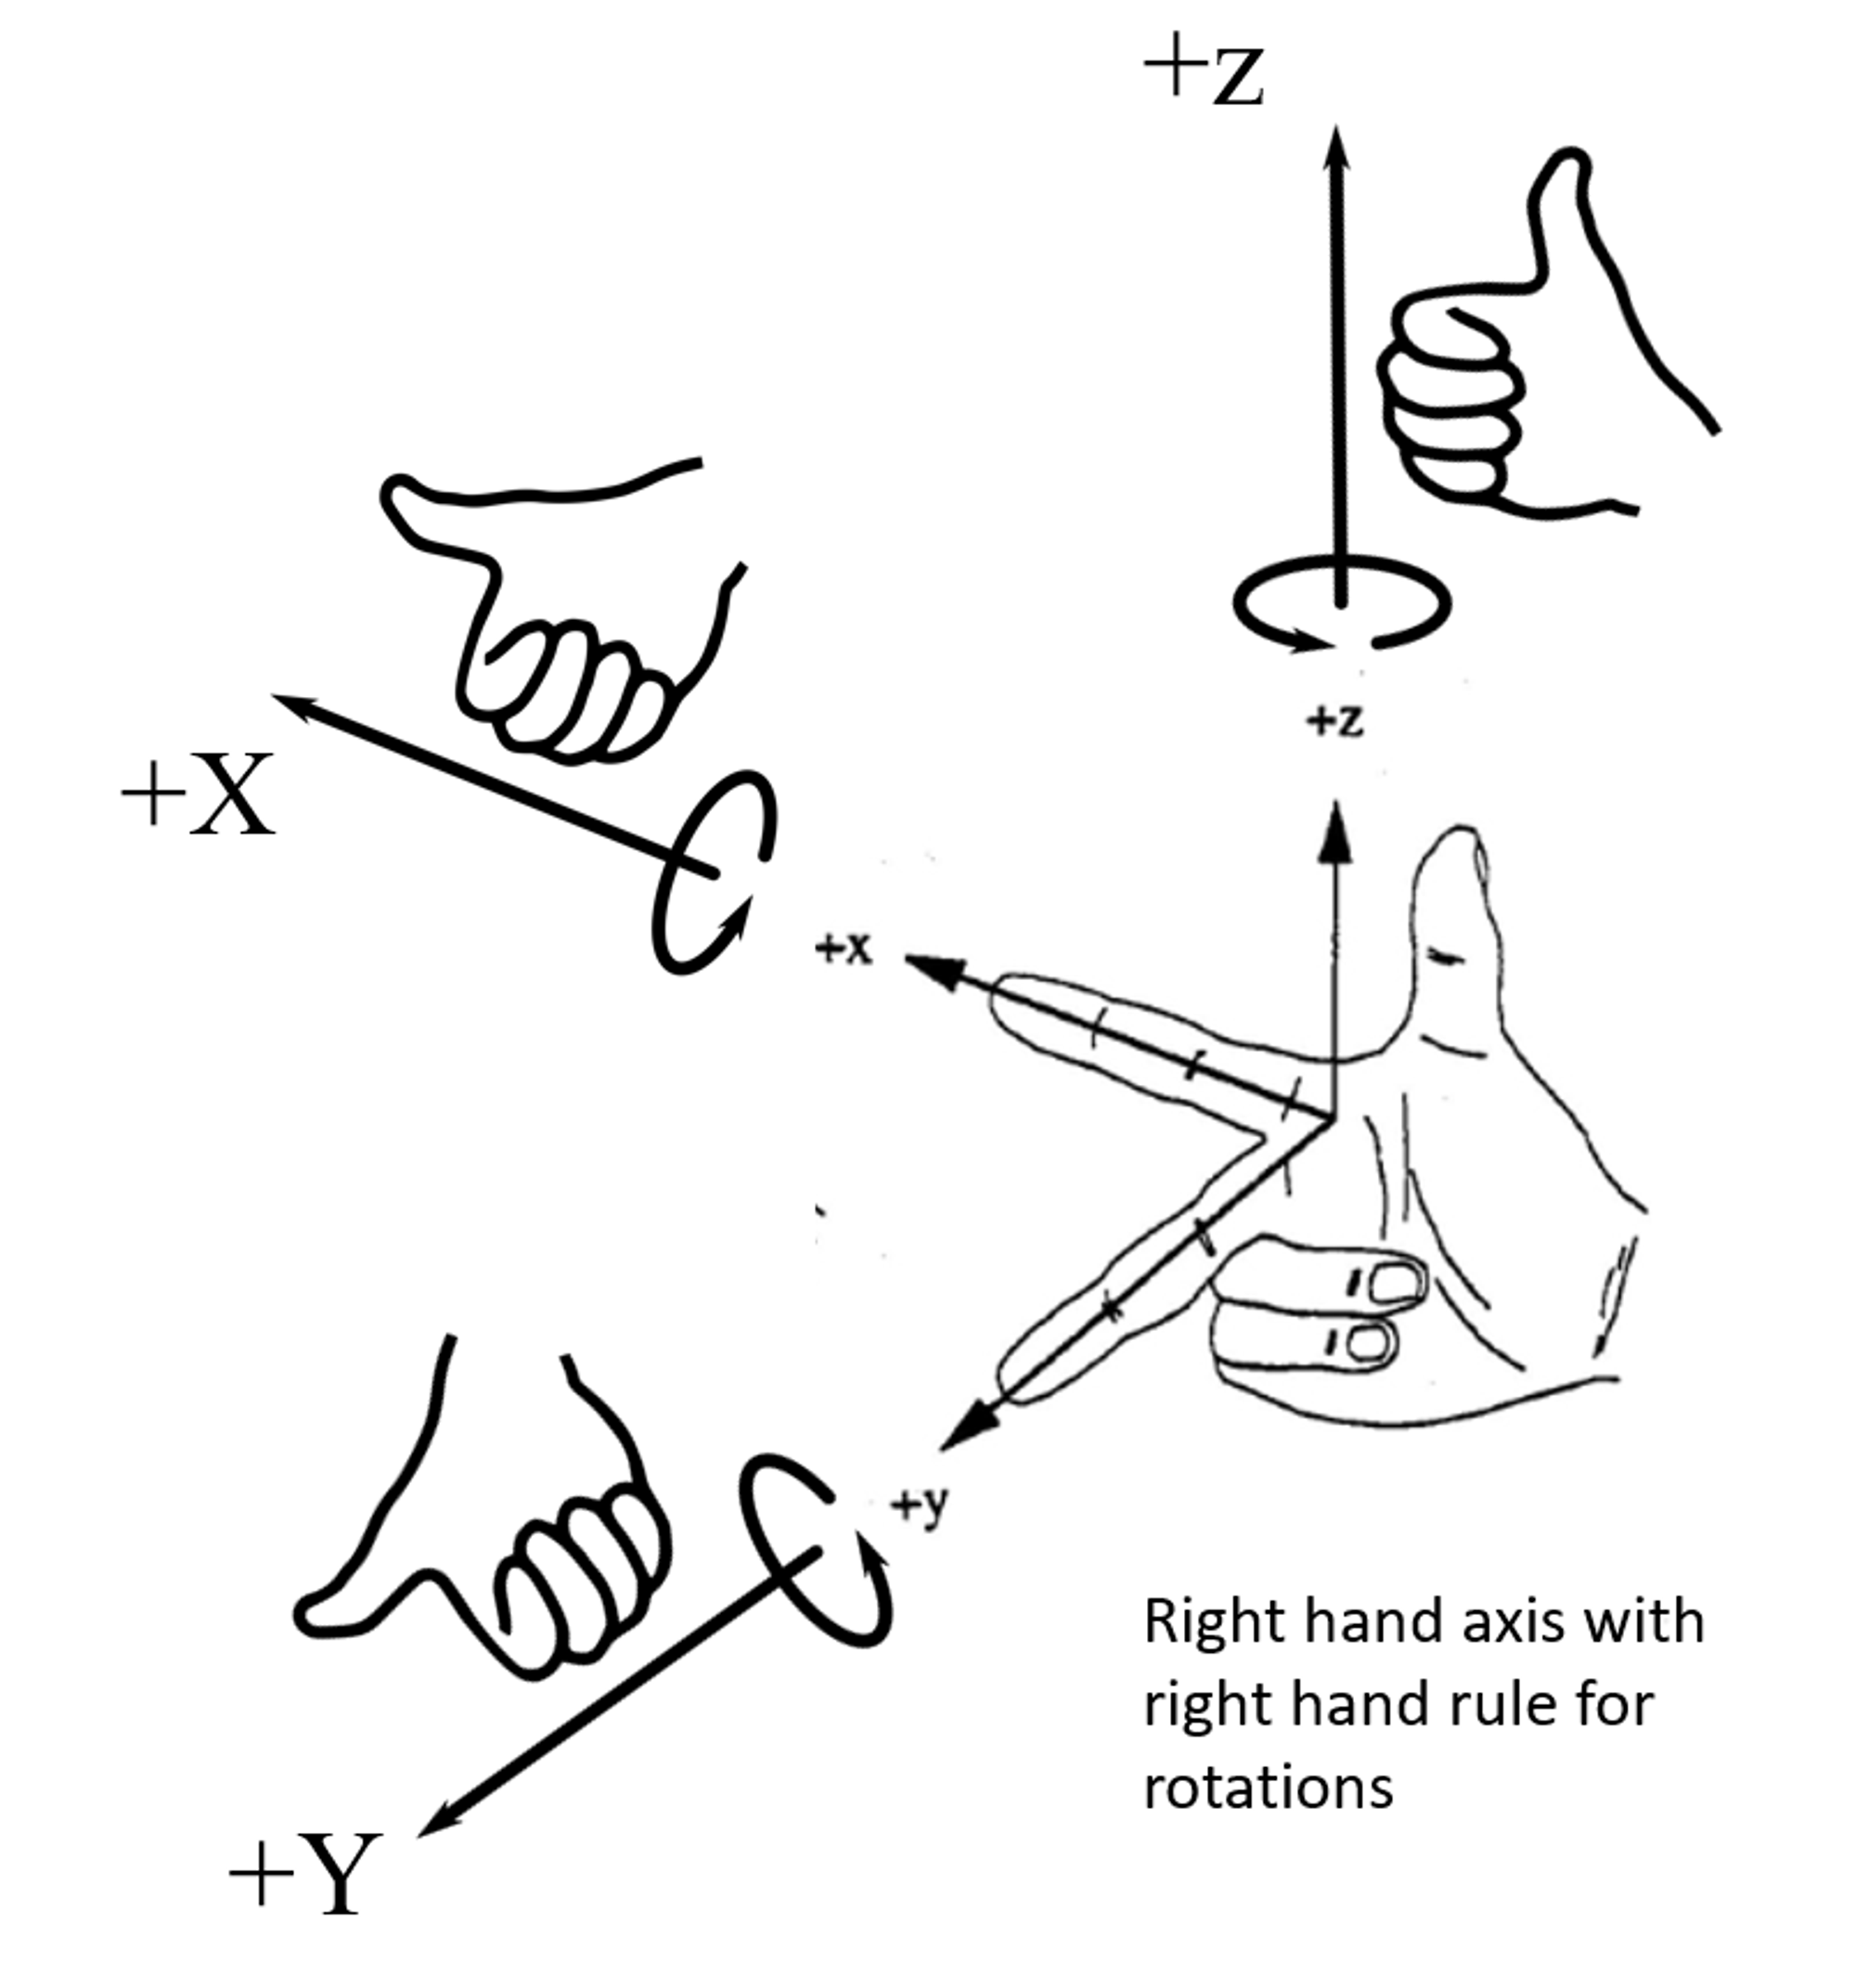 +z
+z
+X
+x
+y
Right hand axis with
right hand rule for
rotations
+Y